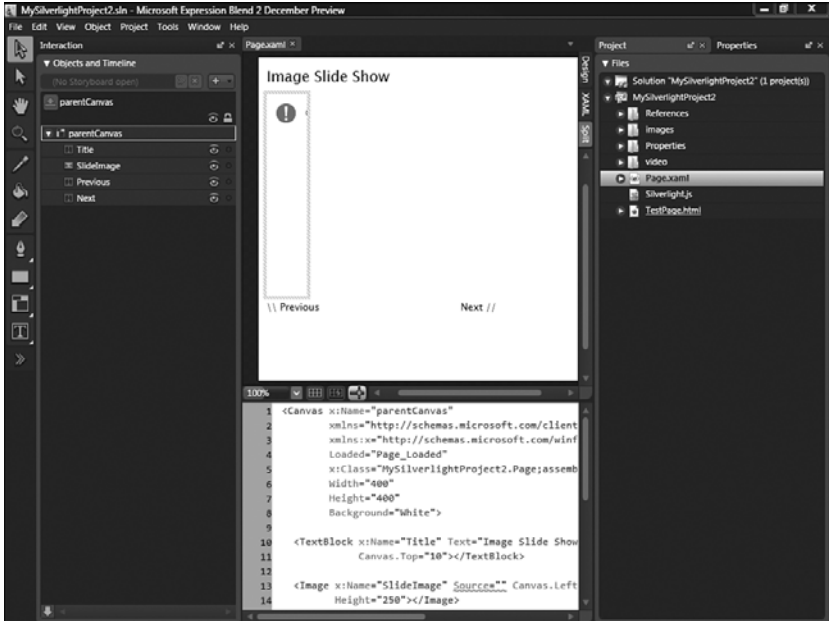 MySilverlightProject2.sln - Microsoft Expression Blend 2 December Preview
File Edit View Object Project Tools Window Help
Interaction
Objects and Timeline
(No Storyboard open)
parentCanvas
parentCanvas
Title
SlideImage
Previous
Next
Page.xaml
Image Slide Show
\\ Previous
Next //
Design
XAML
Split
100%
1 <Canvas x:Name="parentCanvas"
2 xmlns="http://schemas.microsoft.com/client
3 xmlns:x="http://schemas.microsoft.com/winf
4 Loaded="Page_Loaded"
5 x:Class="MySilverlightProject2.Page;assemb
6 Width="400"
7 Height="400"
8 Background="White">
9
10 <TextBlock x:Name="Title" Text="Image Slide Show
11 Canvas.Top="10"></TextBlock>
12
13 <Image x:Name="SlideImage" Source="" Canvas.Left
14 Height="250"></Image>
Project
Properties
Files
Solution "MySilverlightProject2" (1 project(s))
MySilverlightProject2
References
images
Properties
video
Page.xaml
Silverlight.js
TestPage.html